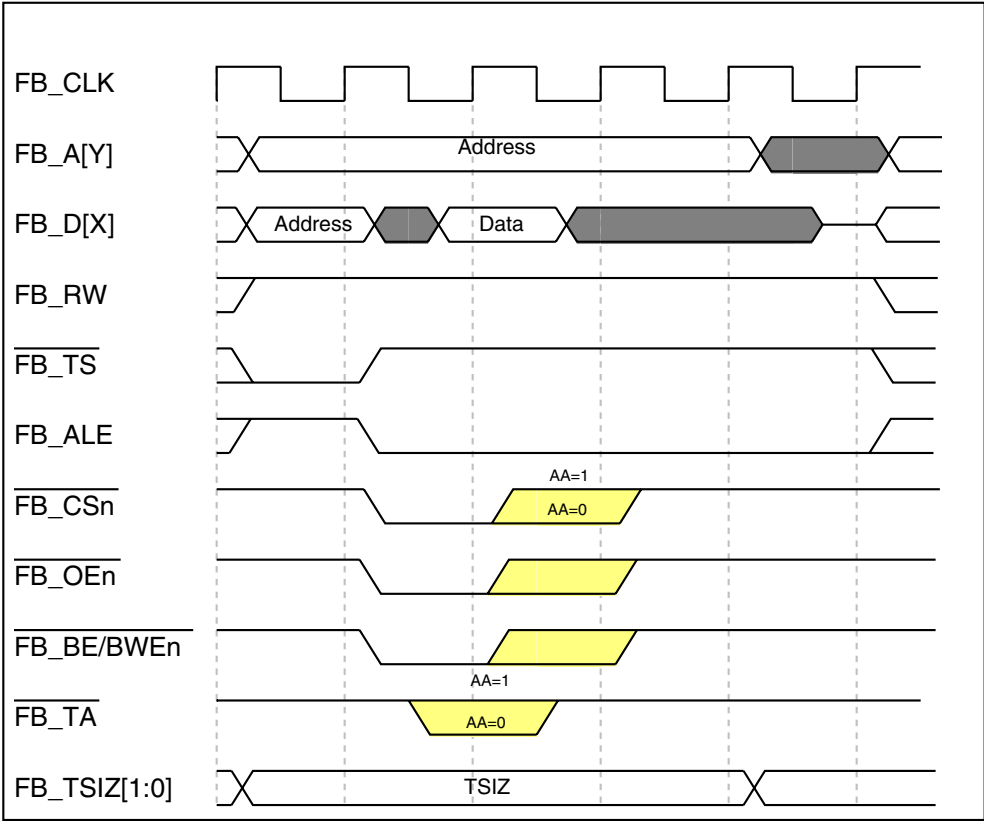 FB_CLK
FB_A[Y] Address
FB_D[X] Address Data
FB_RW
FB_TS
FB_ALE
AA=1
FB_CSn AA=0
FB_OEn
FB_BE/BWEn
AA=1
FB_TA AA=0
FB_TSIZ[1:0] TSIZ